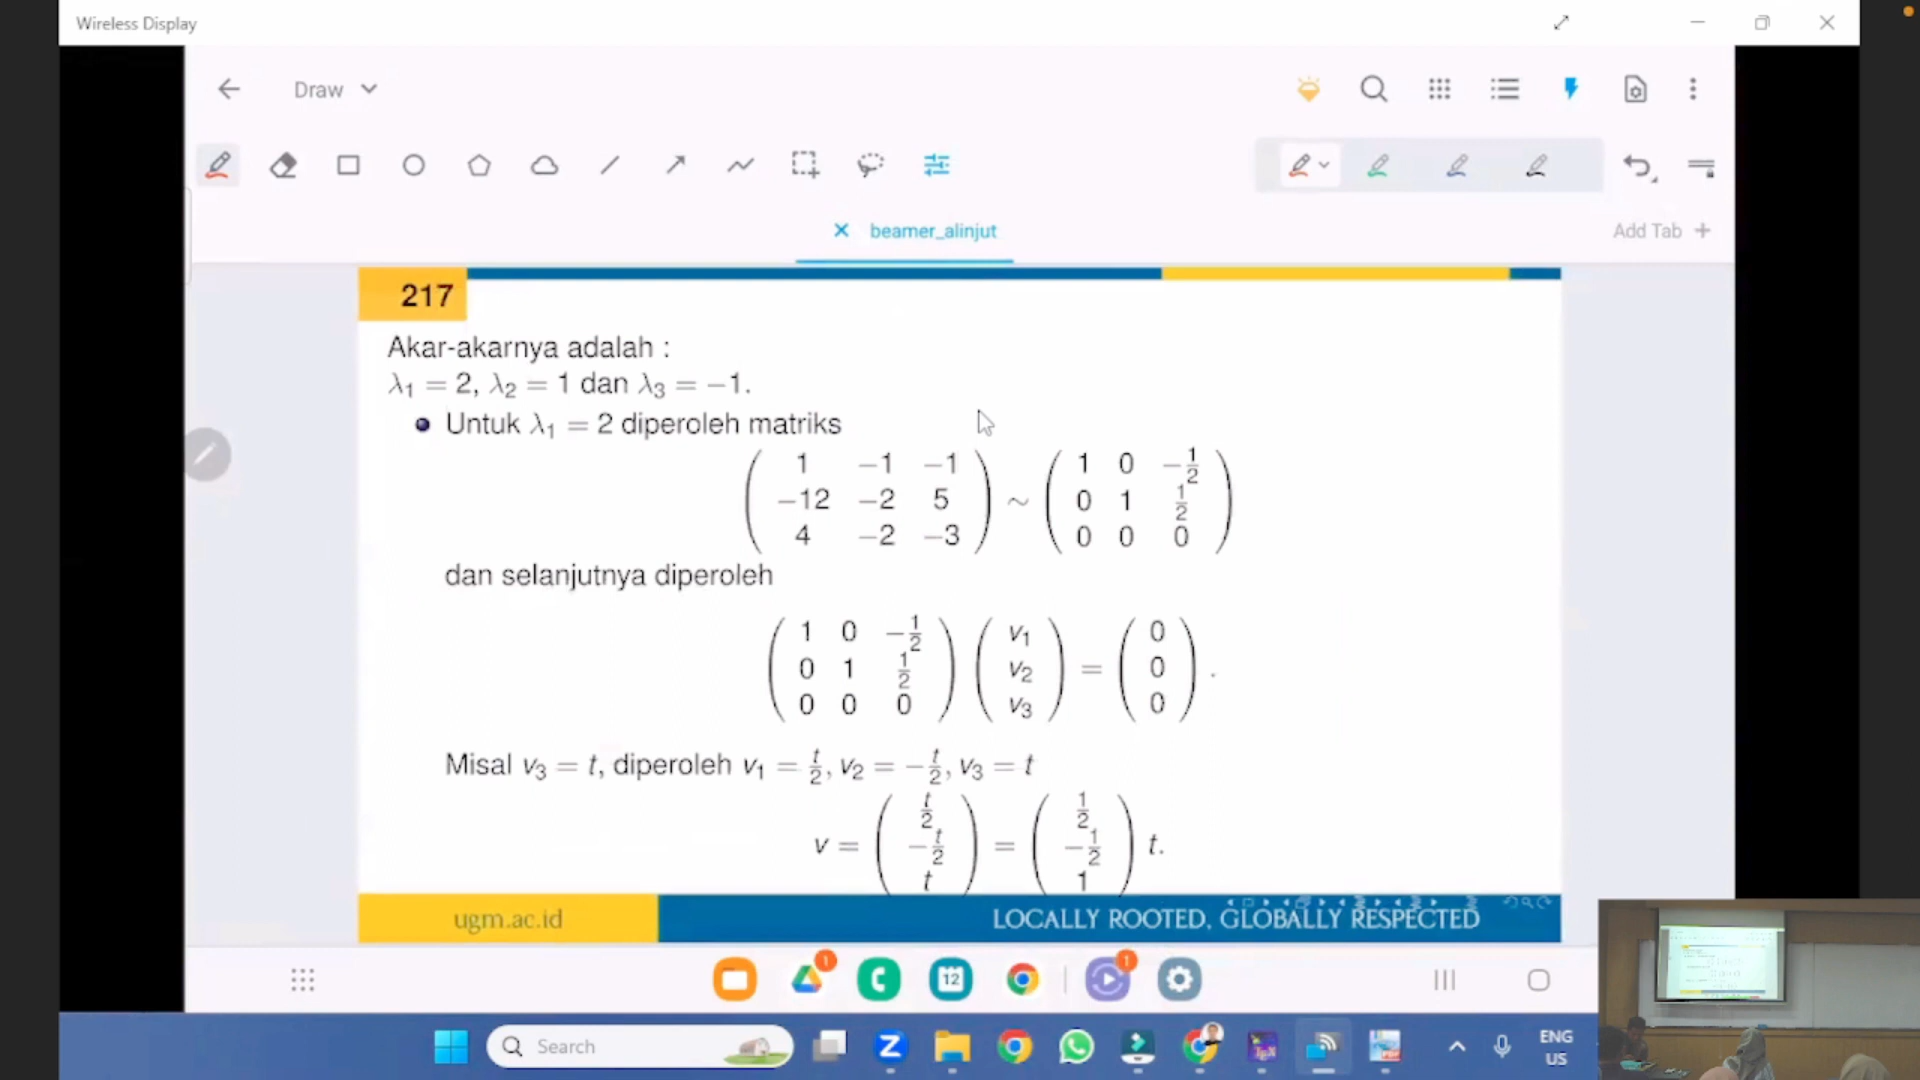 Wireless Display
Draw
beamer_alinjut
Add Tab +
217
Akar-akarnya adalah :
λ₁ = 2, λ₂ = 1 dan λ₃ = −1.
Untuk λ₁ = 2 diperoleh matriks
( 1 −1 −1 ; −12 −2 5 ; 4 −2 −3 ) ∼ ( 1 0 −1/2 ; 0 1 1/2 ; 0 0 0 )
dan selanjutnya diperoleh
( 1 0 −1/2 ; 0 1 1/2 ; 0 0 0 ) ( v₁ ; v₂ ; v₃ ) = ( 0 ; 0 ; 0 ) .
Misal v₃ = t, diperoleh v₁ = t/2, v₂ = −t/2, v₃ = t
v = ( t/2 ; −t/2 ; t ) = ( 1/2 ; −1/2 ; 1 ) t.
ugm.ac.id
LOCALLY ROOTED, GLOBALLY RESPECTED
1
12
1
Search
ENG
US